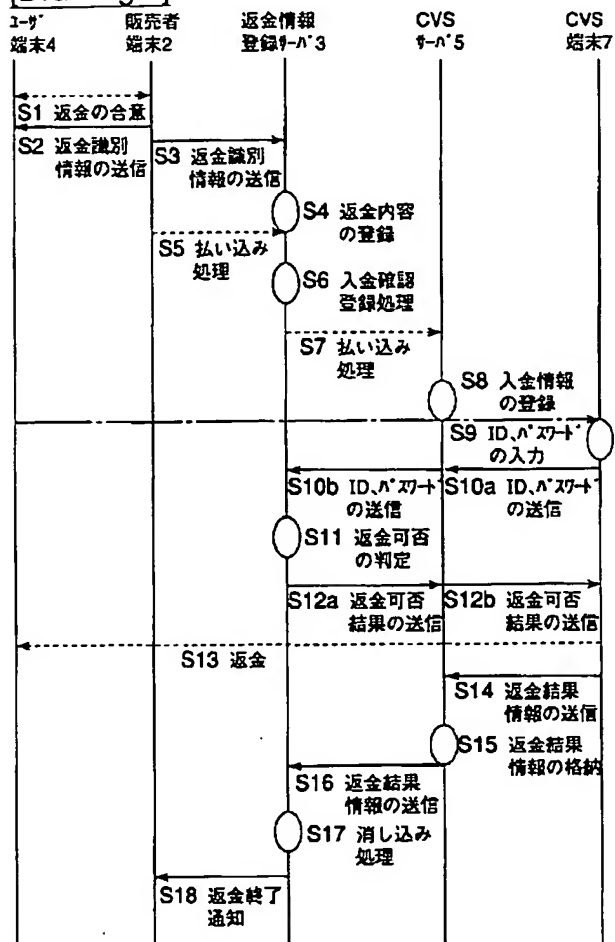 ユーザ 販売者 返金情報 CVS CVS
端末4 端末2 登録サーバ3 サーバ5 端末7
S1 返金の合意
S2 返金識別
情報の送信
S3 返金識別
情報の送信
S4 返金内容
の登録
S5 払い込み
処理
S6 入金確認
登録処理
S7 払い込み
処理
S8 入金情報
の登録
S9 ID、パスワード
の入力
S10b ID、パスワード
の送信
S10a ID、パスワード
の送信
S11 返金可否
の判定
S12a 返金可否
結果の送信
S12b 返金可否
結果の送信
S13 返金
S14 返金結果
情報の送信
S15 返金結果
情報の格納
S16 返金結果
情報の送信
S17 消し込み
処理
S18 返金終了
通知